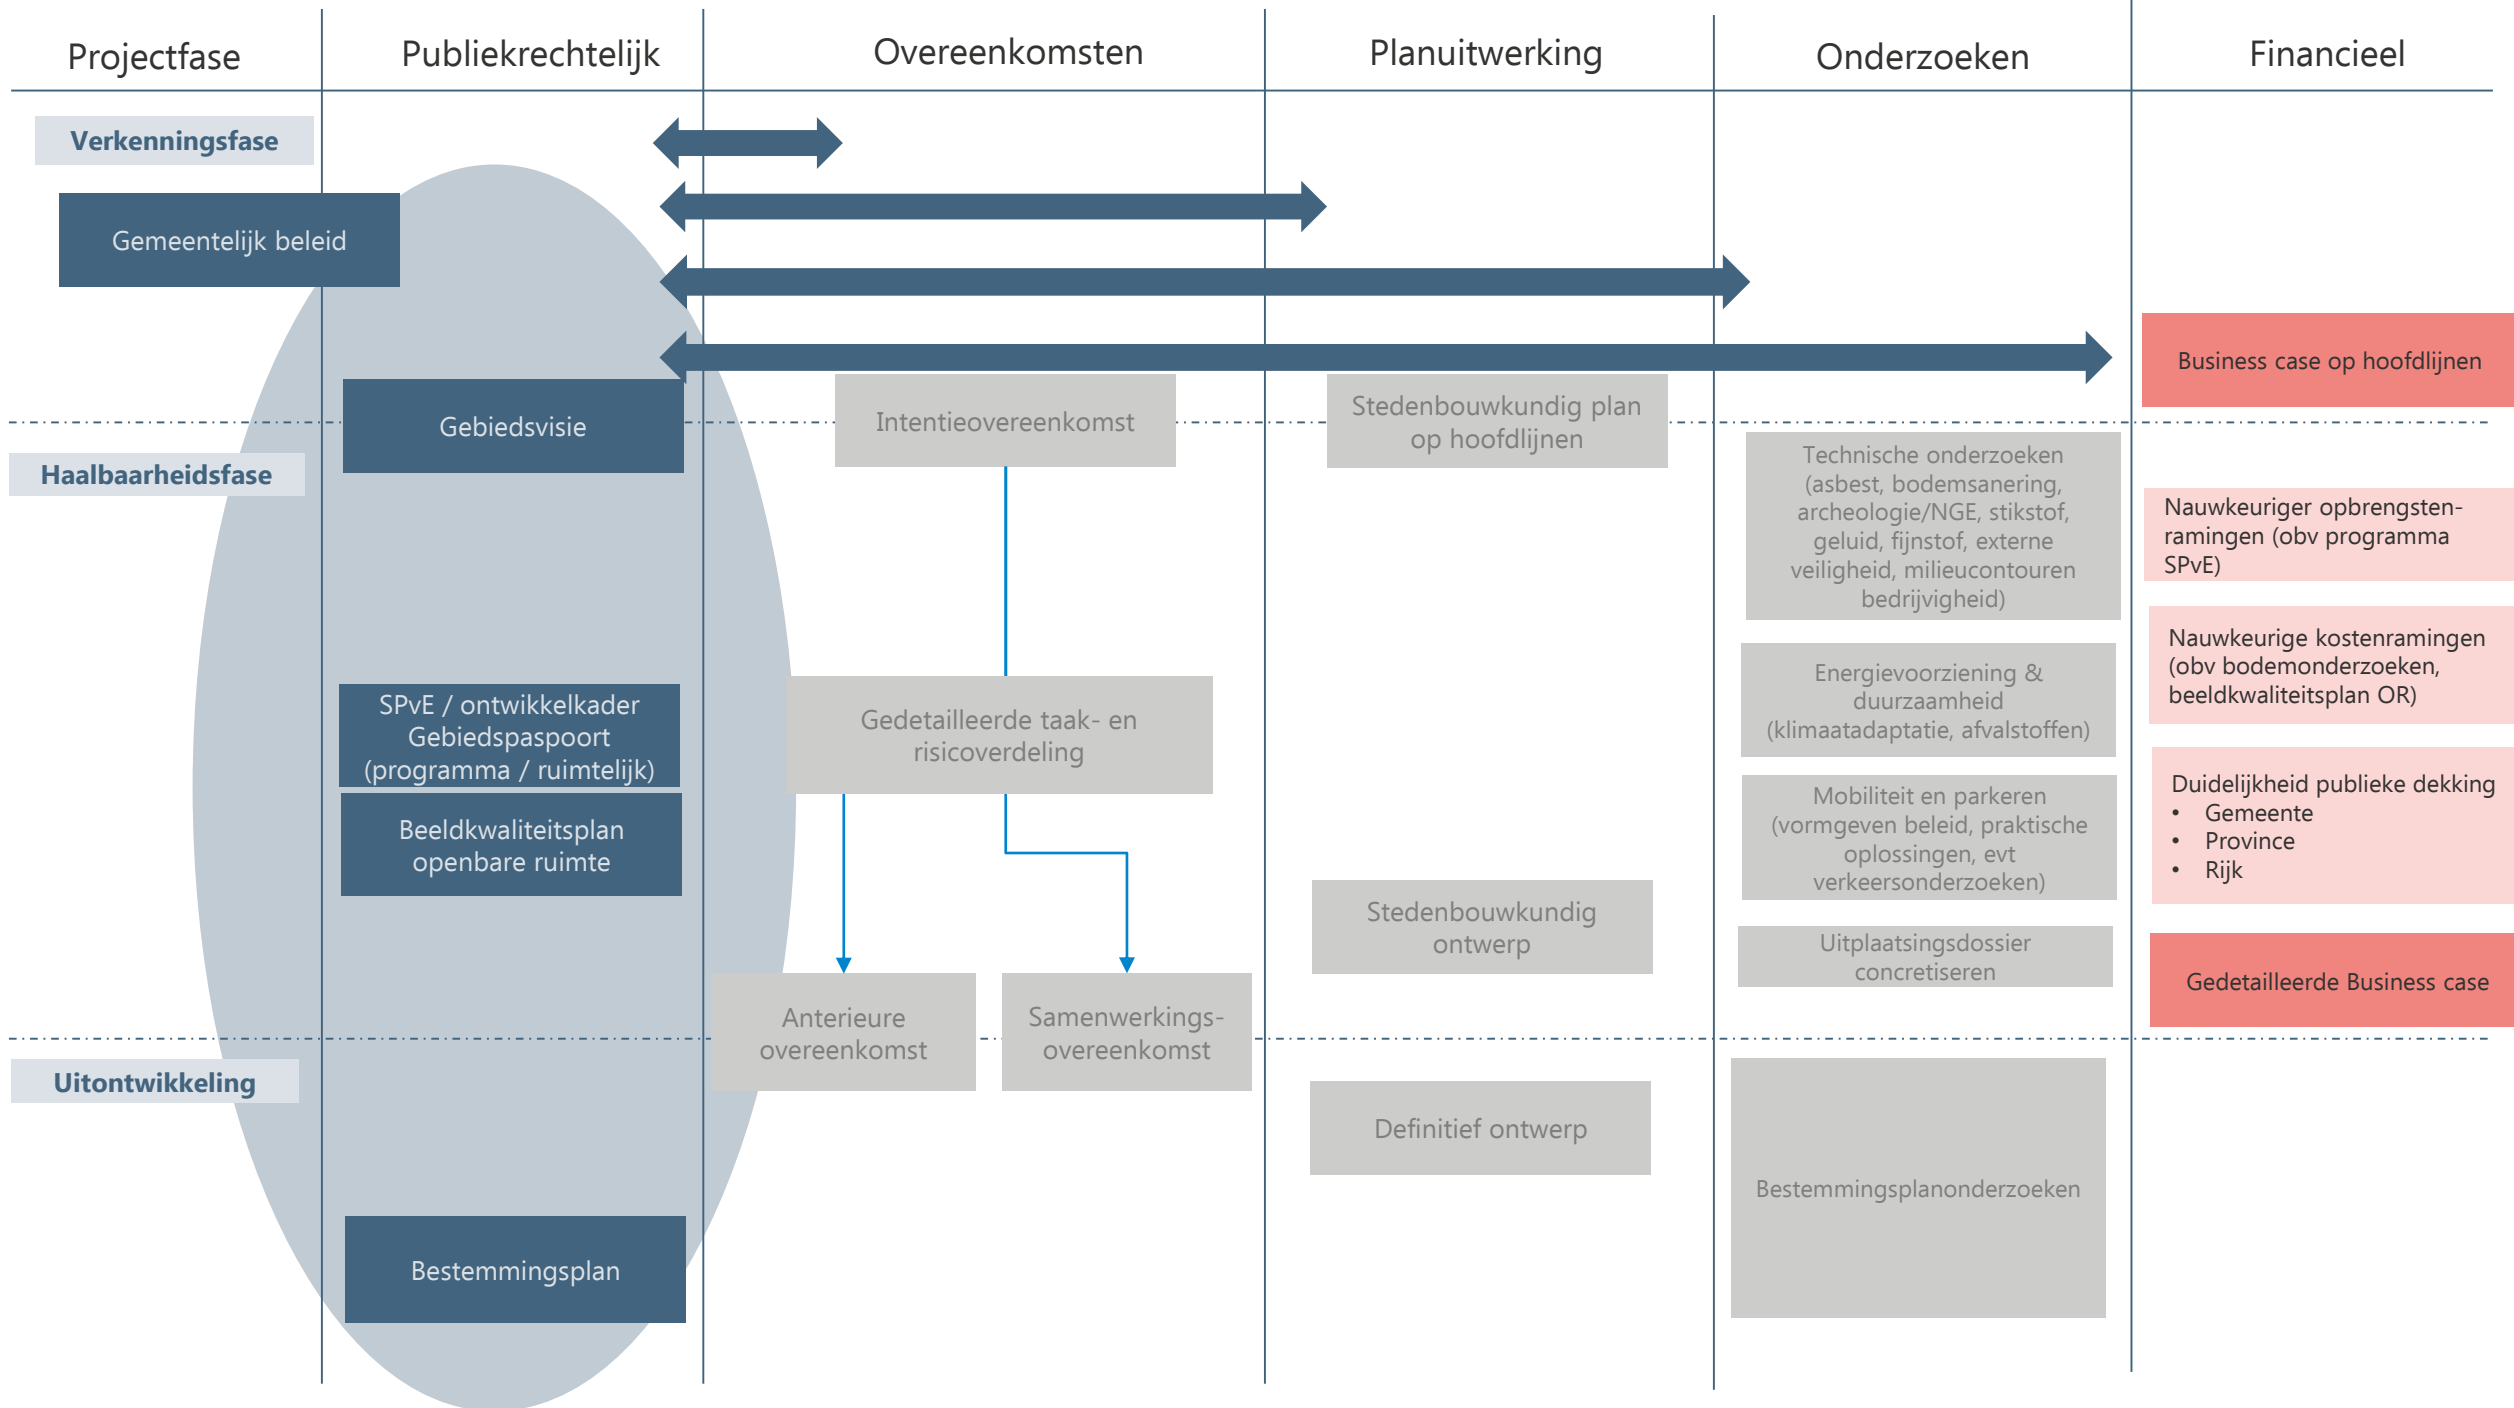 Projectfase
Publiekrechtelijk
Overeenkomsten
Planuitwerking
Onderzoeken
Financieel
Verkenningsfase
Gemeentelijk beleid
Business case op hoofdlijnen
Gebiedsvisie
Intentieovereenkomst
Stedenbouwkundig plan
op hoofdlijnen
Haalbaarheidsfase
Technische onderzoeken
(asbest, bodemsanering,
archeologie/NGE, stikstof,
geluid, fijnstof, externe
veiligheid, milieucontouren
bedrijvigheid)
Nauwkeuriger opbrengsten-
ramingen (obv programma
SPvE)
Nauwkeurige kostenramingen
(obv bodemonderzoeken,
beeldkwaliteitsplan OR)
SPvE / ontwikkelkader
Gebiedspaspoort
(programma / ruimtelijk)
Gedetailleerde taak- en
risicoverdeling
Energievoorziening &
duurzaamheid
(klimaatadaptatie, afvalstoffen)
Beeldkwaliteitsplan
openbare ruimte
Mobiliteit en parkeren
(vormgeven beleid, praktische
oplossingen, evt
verkeersonderzoeken)
Duidelijkheid publieke dekking
• Gemeente
• Province
• Rijk
Stedenbouwkundig
ontwerp
Uitplaatsingsdossier
concretiseren
Gedetailleerde Business case
Anterieure
overeenkomst
Samenwerkings-
overeenkomst
Uitontwikkeling
Definitief ontwerp
Bestemmingsplanonderzoeken
Bestemmingsplan